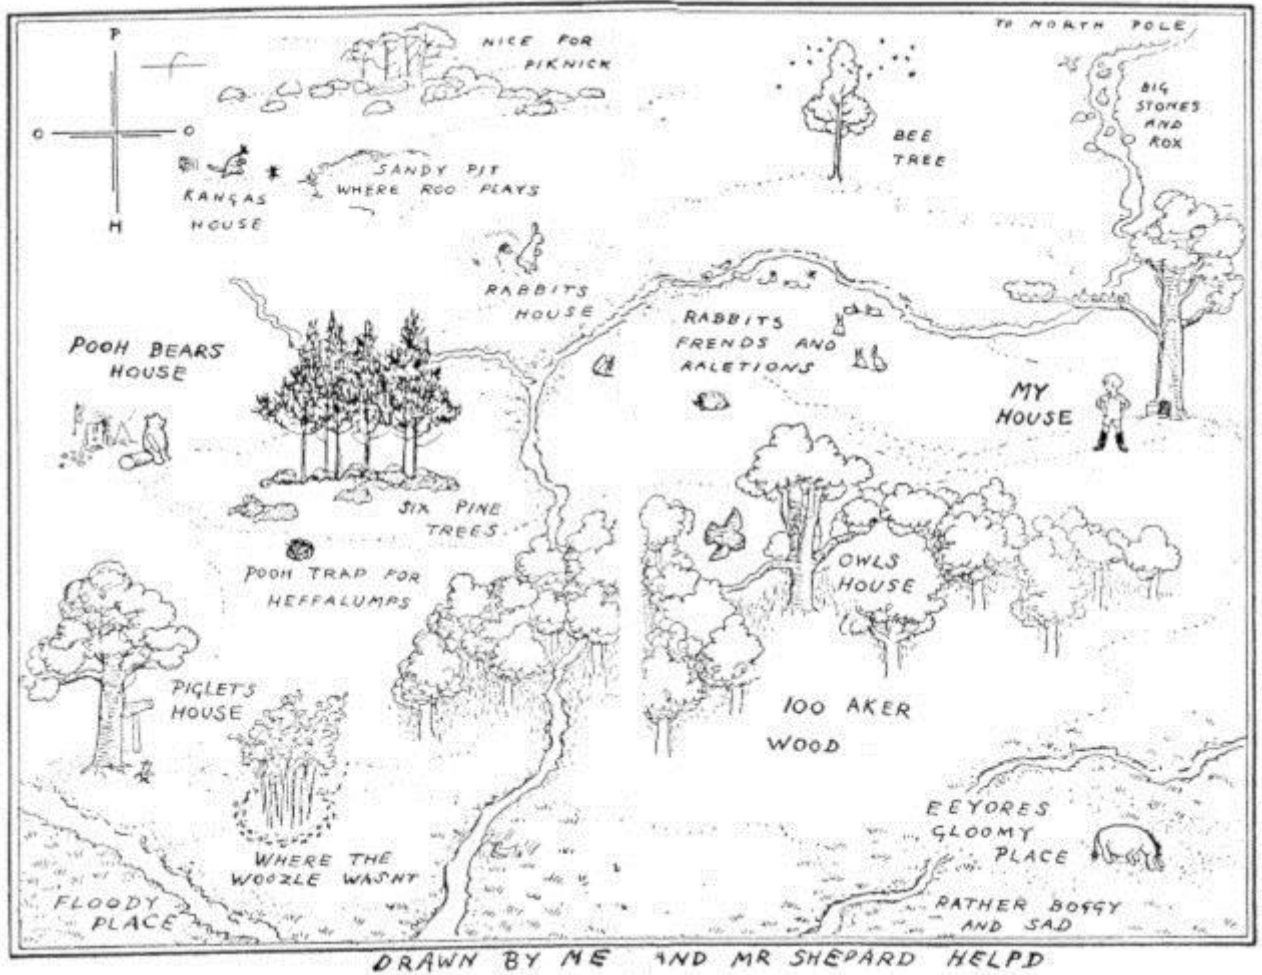 P
O O
H
NICE FOR
PIKNICK
TO NORTH POLE
BIG
STONES
AND
ROX
BEE
TREE
KANGAS
HOUSE
SANDY PIT
WHERE ROO PLAYS
RABBITS
HOUSE
RABBITS
FRENDS AND
RALETIONS
POOH BEARS
HOUSE
MY
HOUSE
SIX PINE
TREES
POOH TRAP FOR
HEFFALUMPS
OWLS
HOUSE
PIGLETS
HOUSE
100 AKER
WOOD
WHERE THE
WOOZLE WASNT
FLOODY
PLACE
EEYORES
GLOOMY
PLACE
RATHER BOGGY
AND SAD
DRAWN BY ME AND MR SHEPARD HELPD